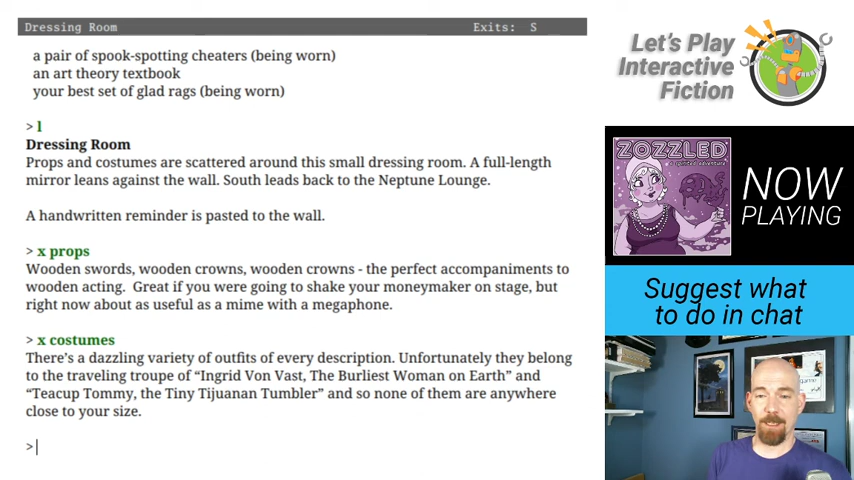 Dressing Room Exits: S
a pair of spook-spotting cheaters (being worn)
an art theory textbook
your best set of glad rags (being worn)
> l
Dressing Room
Props and costumes are scattered around this small dressing room. A full-length
mirror leans against the wall. South leads back to the Neptune Lounge.
A handwritten reminder is pasted to the wall.
> x props
Wooden swords, wooden crowns, wooden crowns - the perfect accompaniments to
wooden acting. Great if you were going to shake your moneymaker on stage, but
right now about as useful as a mime with a megaphone.
> x costumes
There's a dazzling variety of outfits of every description. Unfortunately they belong
to the traveling troupe of “Ingrid Von Vast, The Burliest Woman on Earth” and
“Teacup Tommy, the Tiny Tijuanan Tumbler” and so none of them are anywhere
close to your size.
>
Let's Play
Interactive
Fiction
ZOZZLED
a spirited adventure
NOW
PLAYING
Suggest what
to do in chat